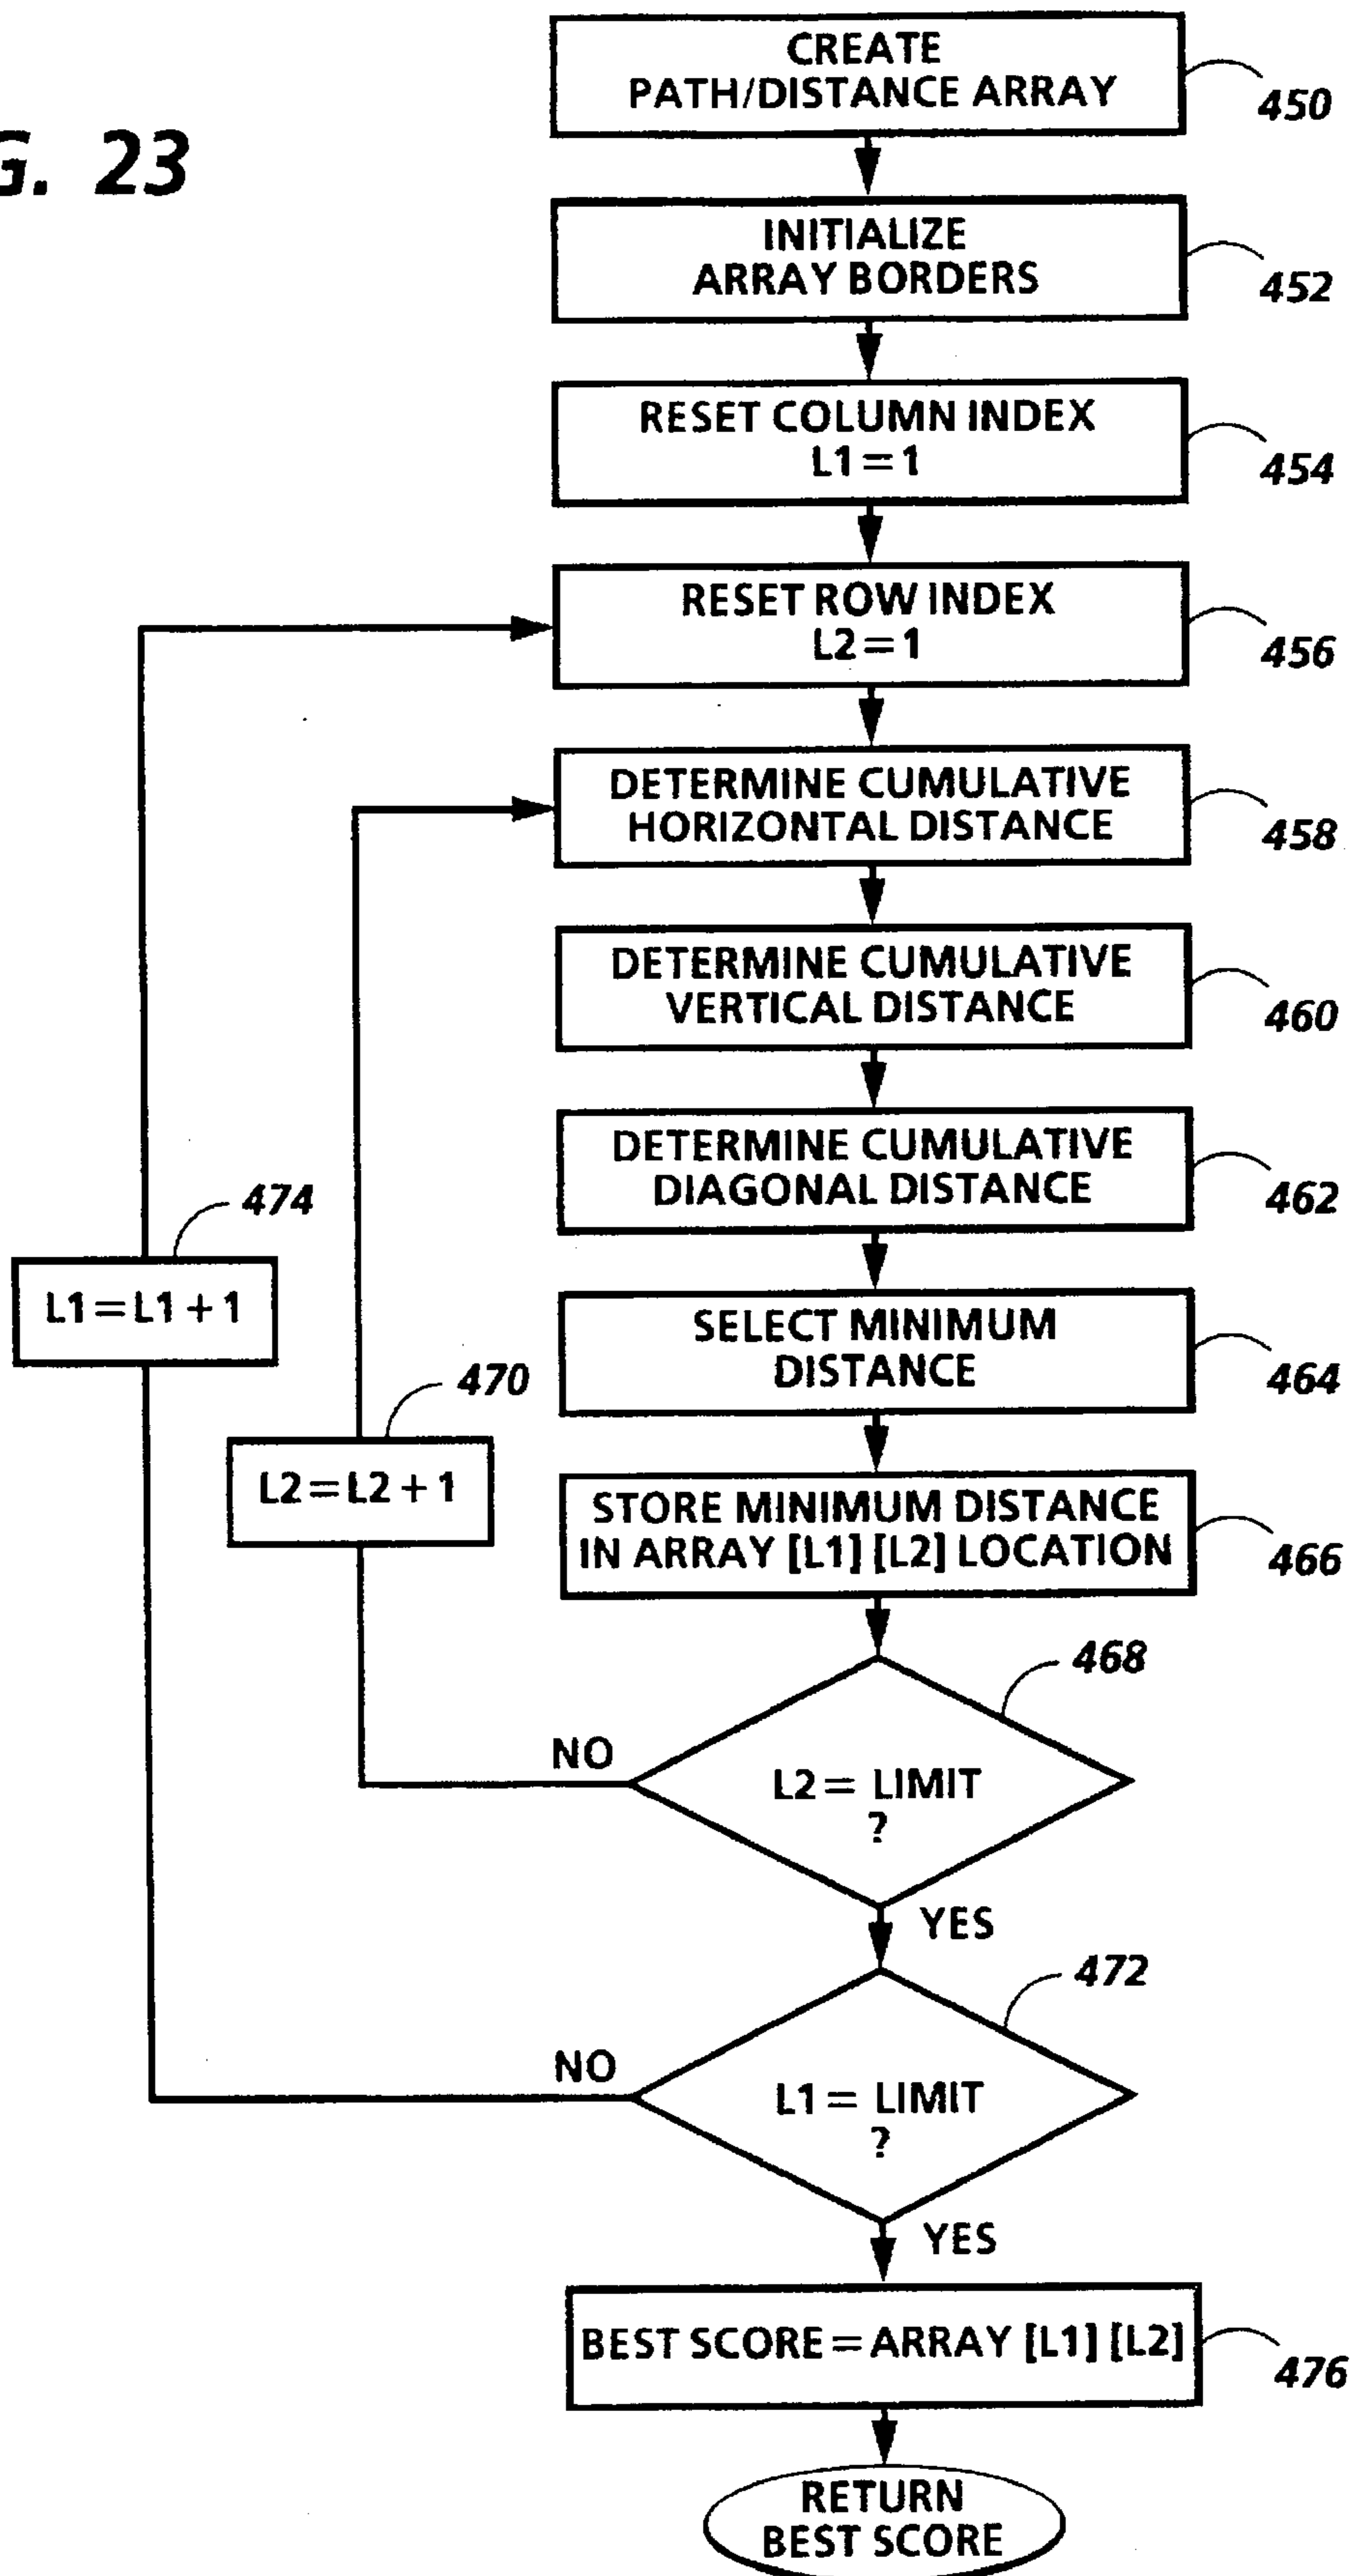 G. 23
CREATE
PATH/DISTANCE ARRAY
450
INITIALIZE
ARRAY BORDERS
452
RESET COLUMN INDEX
L1 = 1
454
RESET ROW INDEX
L2 = 1
456
DETERMINE CUMULATIVE
HORIZONTAL DISTANCE
458
DETERMINE CUMULATIVE
VERTICAL DISTANCE
460
DETERMINE CUMULATIVE
DIAGONAL DISTANCE
462
474
L1 = L1 + 1
SELECT MINIMUM
DISTANCE
464
470
L2 = L2 + 1
STORE MINIMUM DISTANCE
IN ARRAY [L1] [L2] LOCATION
466
468
NO
L2 = LIMIT
?
YES
472
NO
L1 = LIMIT
?
YES
BEST SCORE = ARRAY [L1] [L2]
476
RETURN
BEST SCORE